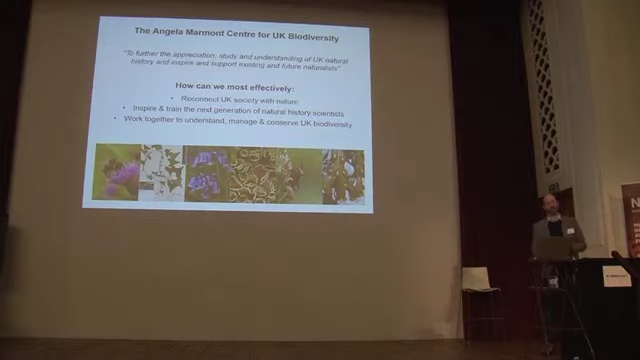 The Angela Marmont Centre for UK Biodiversity
"To further the appreciation, study and understanding of UK natural
history and inspire and support existing and future naturalists"
How can we most effectively:
• Reconnect UK society with nature;
• Inspire & train the next generation of natural history scientists
• Work together to understand, manage & conserve UK biodiversity